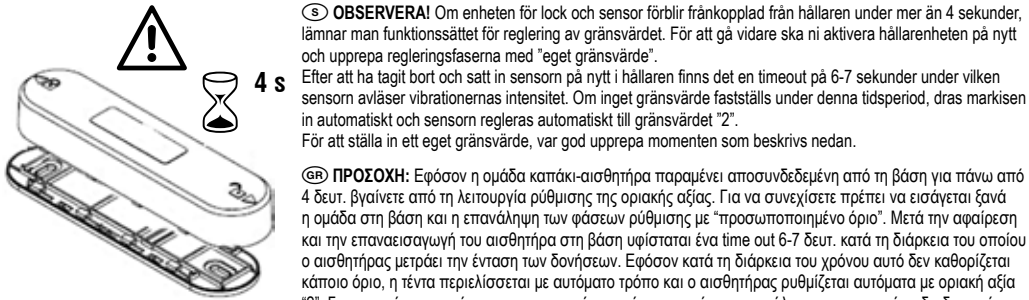 4 s
Ⓢ OBSERVERA! Om enheten för lock och sensor förblir frånkopplad från hållaren under mer än 4 sekunder,
lämnar man funktionssättet för reglering av gränsvärdet. För att gå vidare ska ni aktivera hållarenheten på nytt
och upprepa regleringsfaserna med ”eget gränsvärde”.
Efter att ha tagit bort och satt in sensorn på nytt i hållaren finns det en timeout på 6-7 sekunder under vilken
sensorn avläser vibrationernas intensitet. Om inget gränsvärde fastställs under denna tidsperiod, dras markisen
in automatiskt och sensorn regleras automatiskt till gränsvärdet ”2”.
För att ställa in ett eget gränsvärde, var god upprepa momenten som beskrivs nedan.
GR ΠΡΟΣΟΧΗ: Εφόσον η ομάδα καπάκι-αισθητήρα παραμένει αποσυνδεδεμένη από τη βάση για πάνω από
4 δευτ. βγαίνετε από τη λειτουργία ρύθμισης της οριακής αξίας. Για να συνεχίσετε πρέπει να εισάγεται ξανά
η ομάδα στη βάση και η επανάληψη των φάσεων ρύθμισης με “προσωποποιημένο όριο”. Μετά την αφαίρεση
και την επαναεισαγωγή του αισθητήρα στη βάση υφίσταται ένα time out 6-7 δευτ. κατά τη διάρκεια του οποίου
ο αισθητήρας μετράει την ένταση των δονήσεων. Εφόσον κατά τη διάρκεια του χρόνου αυτό δεν καθορίζεται
κάποιο όριο, η τέντα περιελίσσεται με αυτόματο τρόπο και ο αισθητήρας ρυθμίζεται αυτόματα με οριακή αξία